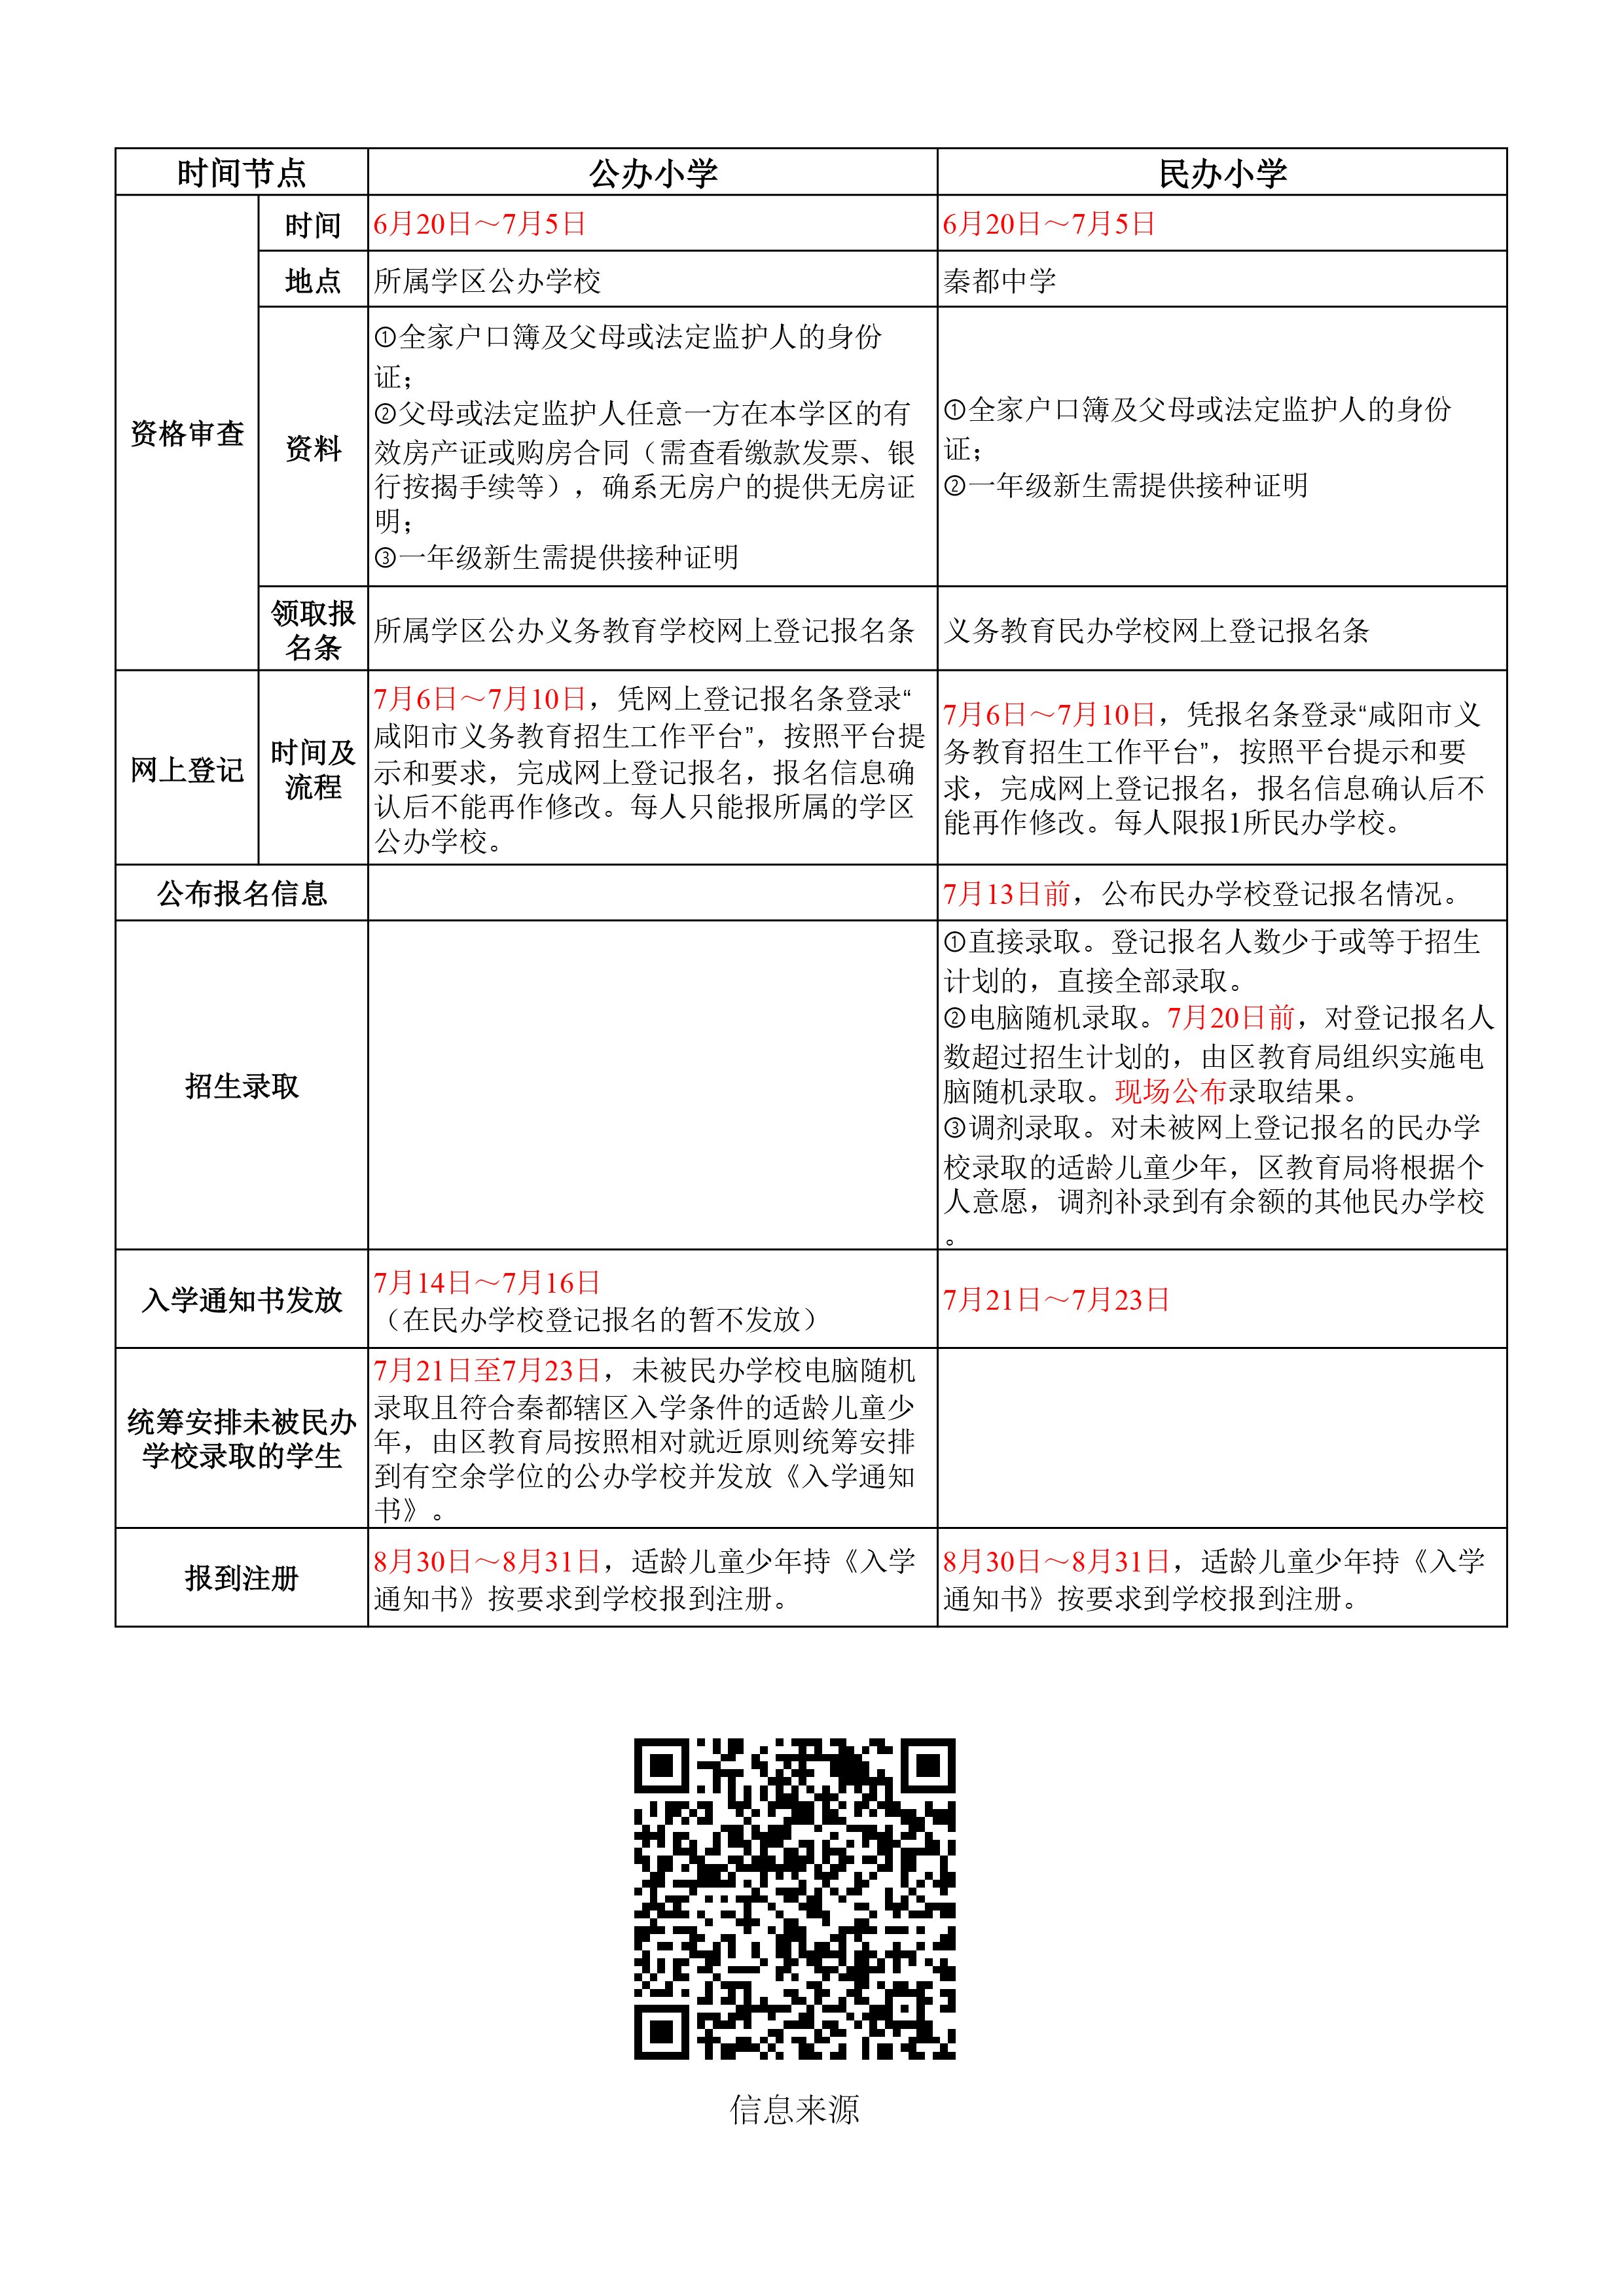 时间节点
公办小学
民办小学
资格审查
时间
6月20日～7月5日
6月20日～7月5日
地点
所属学区公办学校
秦都中学
资料
①全家户口簿及父母或法定监护人的身份
证；
②父母或法定监护人任意一方在本学区的有
效房产证或购房合同（需查看缴款发票、银
行按揭手续等），确系无房户的提供无房证
明；
③一年级新生需提供接种证明
①全家户口簿及父母或法定监护人的身份
证；
②一年级新生需提供接种证明
领取报
名条
所属学区公办义务教育学校网上登记报名条
义务教育民办学校网上登记报名条
网上登记
时间及
流程
7月6日～7月10日，凭网上登记报名条登录“
咸阳市义务教育招生工作平台”，按照平台提
示和要求，完成网上登记报名，报名信息确
认后不能再作修改。每人只能报所属的学区
公办学校。
7月6日～7月10日，凭报名条登录“咸阳市义
务教育招生工作平台”，按照平台提示和要
求，完成网上登记报名，报名信息确认后不
能再作修改。每人限报1所民办学校。
公布报名信息
7月13日前，公布民办学校登记报名情况。
招生录取
①直接录取。登记报名人数少于或等于招生
计划的，直接全部录取。
②电脑随机录取。7月20日前，对登记报名人
数超过招生计划的，由区教育局组织实施电
脑随机录取。现场公布录取结果。
③调剂录取。对未被网上登记报名的民办学
校录取的适龄儿童少年，区教育局将根据个
人意愿，调剂补录到有余额的其他民办学校
。
入学通知书发放
7月14日～7月16日
（在民办学校登记报名的暂不发放）
7月21日～7月23日
统筹安排未被民办
学校录取的学生
7月21日至7月23日，未被民办学校电脑随机
录取且符合秦都辖区入学条件的适龄儿童少
年，由区教育局按照相对就近原则统筹安排
到有空余学位的公办学校并发放《入学通知
书》。
报到注册
8月30日～8月31日，适龄儿童少年持《入学
通知书》按要求到学校报到注册。
8月30日～8月31日，适龄儿童少年持《入学
通知书》按要求到学校报到注册。
信息来源